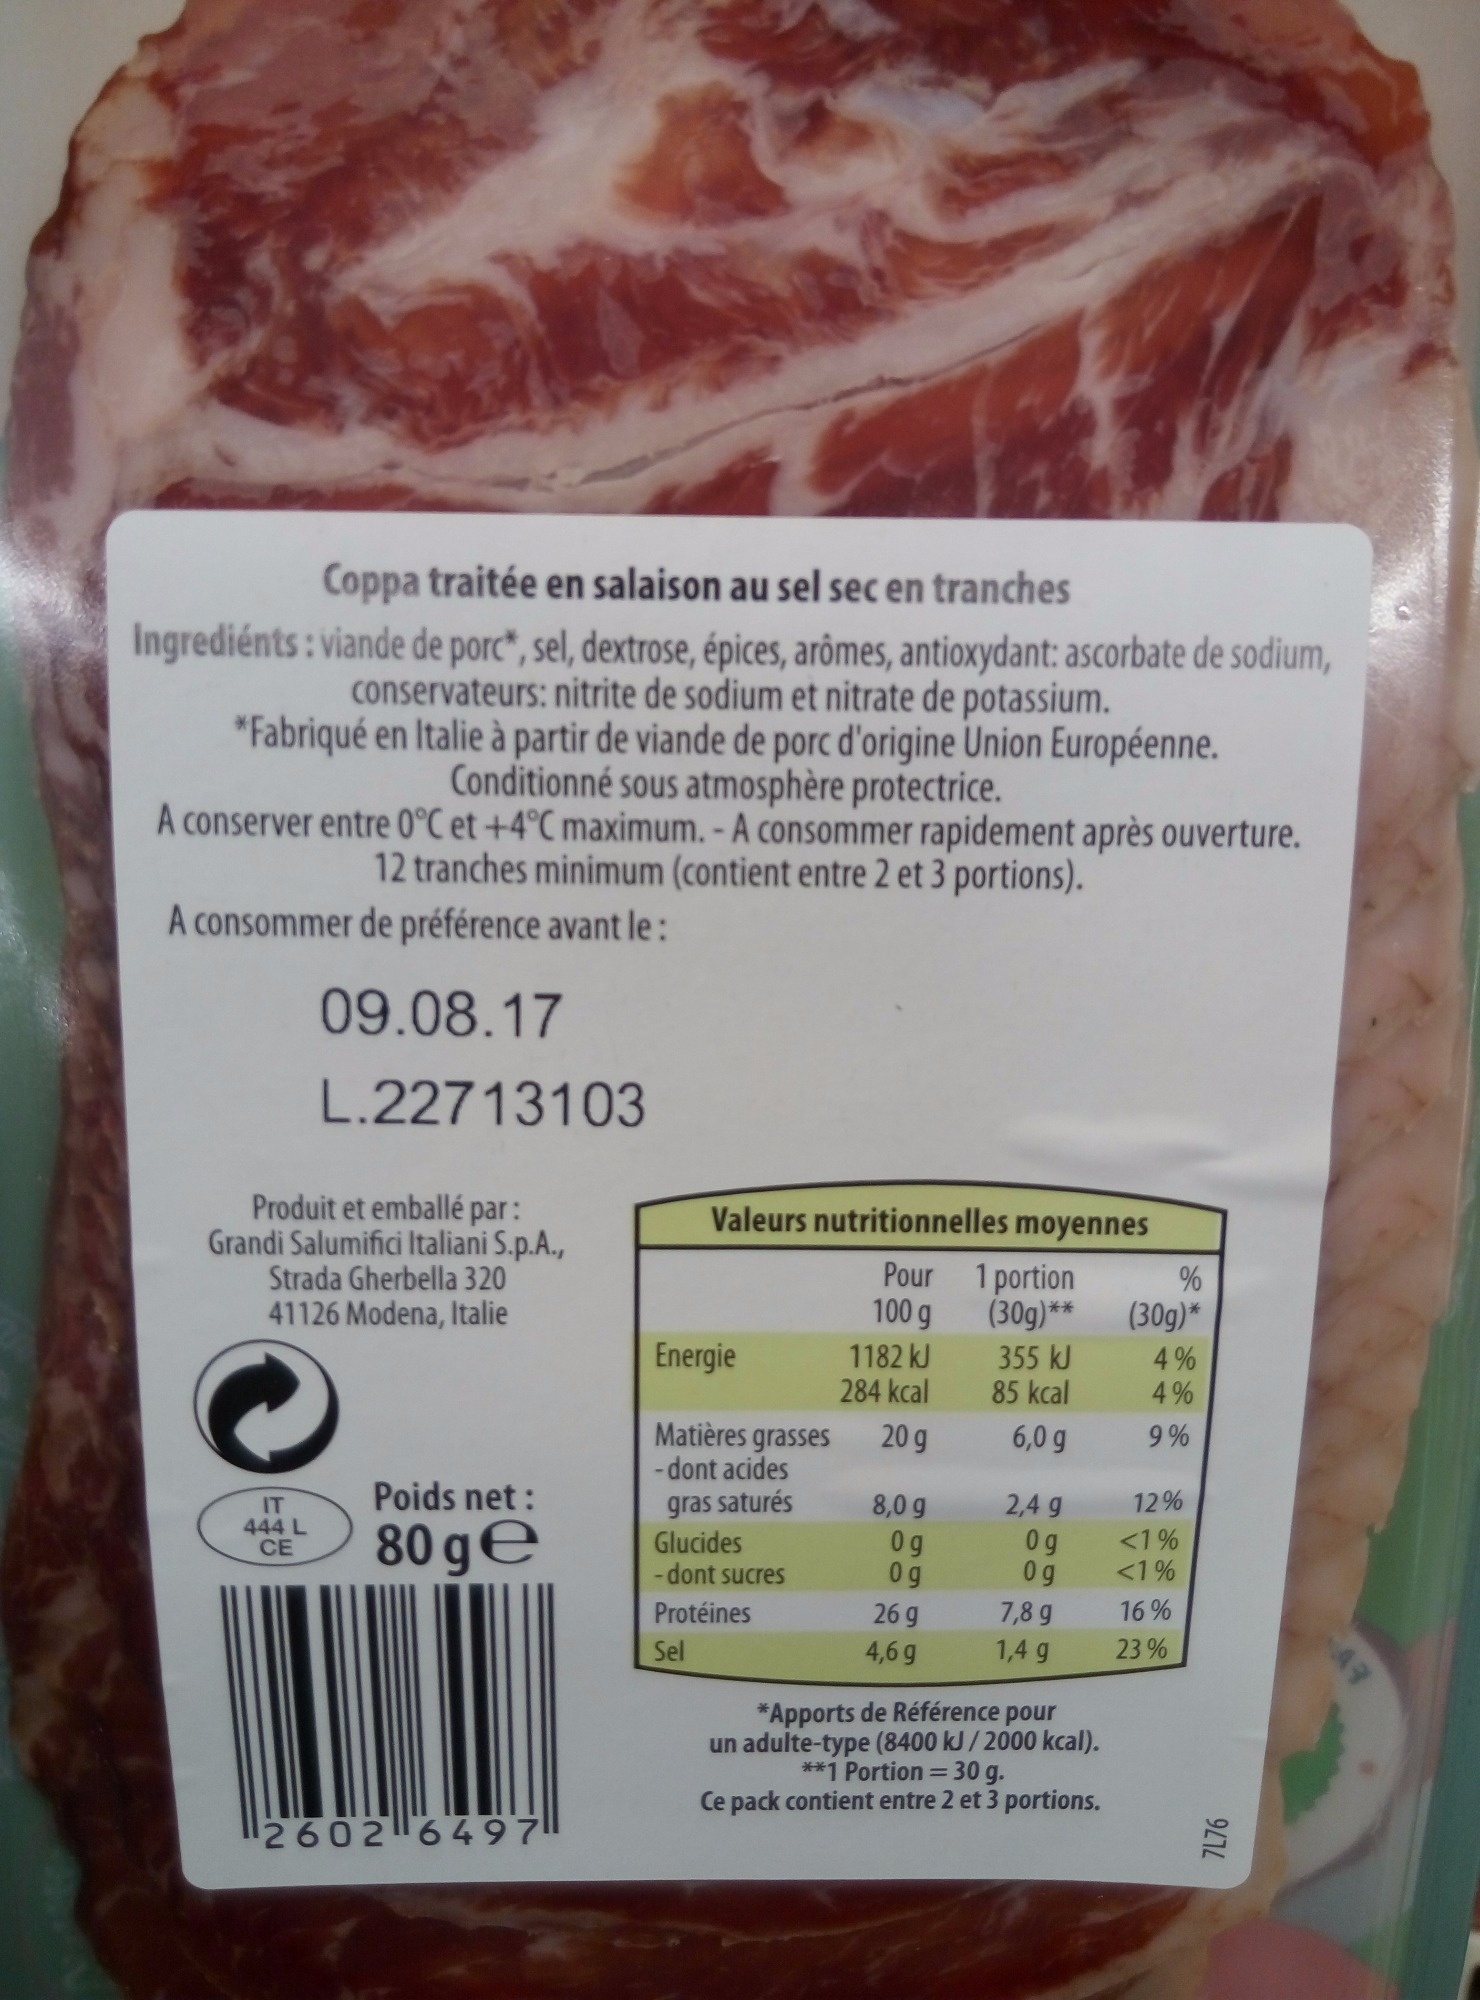 Coppa traitée en salaison au sel sec en tranches
Ingrediénts : viande de porc*, sel, dextrose, épices, arômes, antioxydant: ascorbate de sodium,
conservateurs: nitrite de sodium et nitrate de potassium.
*Fabriqué en Italie à partir de viande de porc d'origine Union Européenne.
Conditionné sous atmosphère protectrice.
A conserver entre 0°C et +4°C maximum. - A consommer rapidement après ouverture.
12 tranches minimum (contient entre 2 et 3 portions).
A consommer de préférence avant le :
09.08.17
L.22713103
Produit et emballé par :
Grandi Salumifici Italiani S.p.A.,
Strada Gherbella 320
41126 Modena, Italie
IT
444 L
CE
Poids net :
80 g e
2602 6497
Valeurs nutritionnelles moyennes
Pour 1 portion %
100 g (30g)** (30g)*
Energie 1182 kJ 355 kJ 4 %
284 kcal 85 kcal 4 %
Matières grasses 20 g 6,0 g 9 %
- dont acides
gras saturés 8,0 g 2,4 g 12 %
Glucides 0 g 0 g <1 %
- dont sucres 0 g 0 g <1 %
Protéines 26 g 7,8 g 16 %
Sel 4,6 g 1,4 g 23 %
*Apports de Référence pour
un adulte-type (8400 kJ / 2000 kcal).
**1 Portion = 30 g.
Ce pack contient entre 2 et 3 portions.
7L76